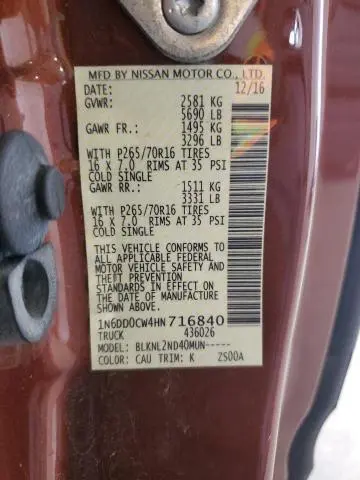 MFD BY NISSAN MOTOR CO., LTD.
DATE: 12/16
GVWR: 2581 KG
5690 LB
GAWR FR.: 1495 KG
3296 LB
WITH P265/70R16 TIRES
16 X 7.0 RIMS AT 35 PSI
COLD SINGLE
GAWR RR.: 1511 KG
3331 LB
WITH P265/70R16 TIRES
16 X 7.0 RIMS AT 35 PSI
COLD SINGLE
THIS VEHICLE CONFORMS TO
ALL APPLICABLE FEDERAL
MOTOR VEHICLE SAFETY BUMPER
AND THEFT PREVENTION
STANDARDS IN EFFECT ON
THE DATE OF MANUFACTURE
SHOWN ABOVE.
1N6DD0CW4HN716840
TRUCK 436026
MODEL: BLKNL2ND40MUN-----
COLOR: CAU TRIM: K ZS00A